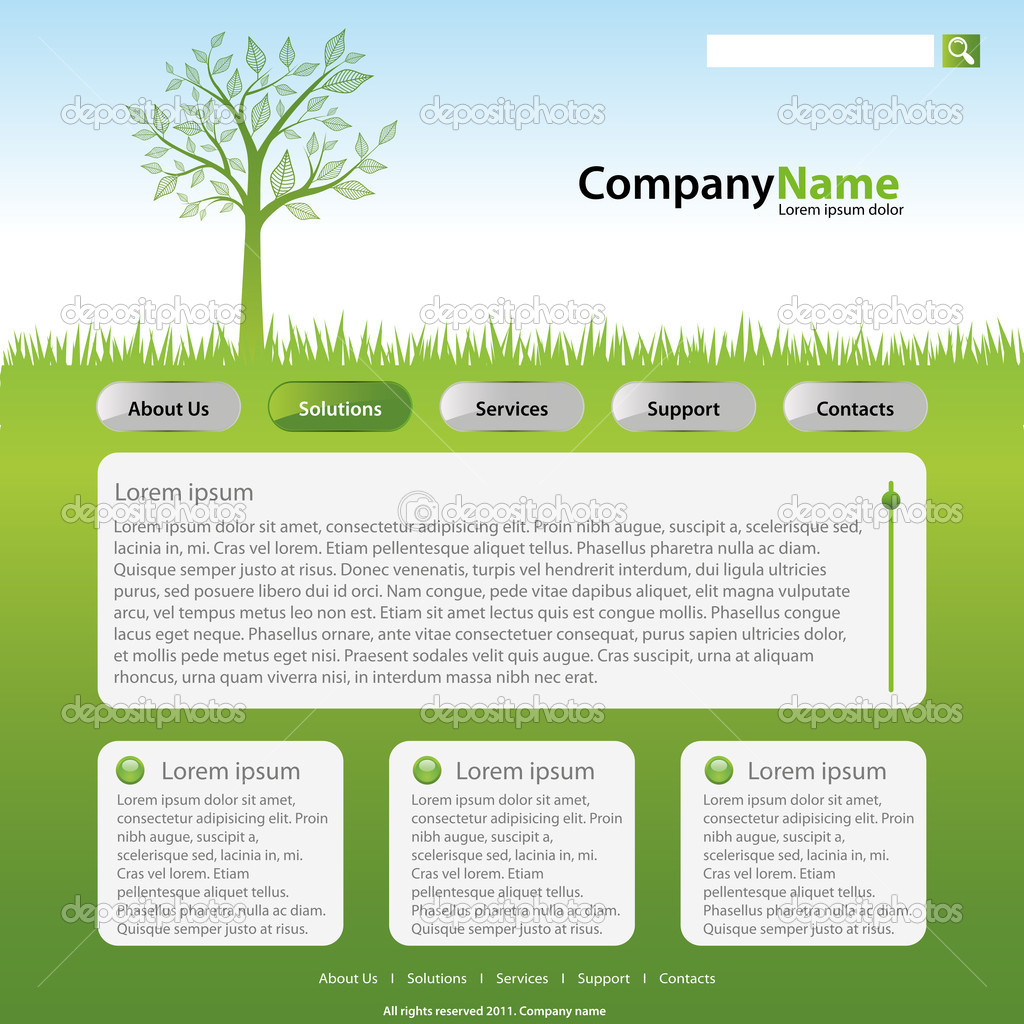 depositphotos depositphotos depositphotos
CompanyName
Lorem ipsum dolor
depositphotos depositphotos depositphotos
About Us Solutions Services Support Contacts
Lorem ipsum
depositphotos depositphotos depositphotos
Lorem ipsum dolor sit amet, consectetur adipisicing elit. Proin nibh augue, suscipit a, scelerisque sed,
lacinia in, mi. Cras vel lorem. Etiam pellentesque aliquet tellus. Phasellus pharetra nulla ac diam.
Quisque semper justo at risus. Donec venenatis, turpis vel hendrerit interdum, dui ligula ultricies
purus, sed posuere libero dui id orci. Nam congue, pede vitae dapibus aliquet, elit magna vulputate
arcu, vel tempus metus leo non est. Etiam sit amet lectus quis est congue mollis. Phasellus congue
lacus eget neque. Phasellus ornare, ante vitae consectetuer consequat, purus sapien ultricies dolor,
et mollis pede metus eget nisi. Praesent sodales velit quis augue. Cras suscipit, urna at aliquam
rhoncus, urna quam viverra nisi, in interdum massa nibh nec erat.
depositphotos depositphotos depositphotos
Lorem ipsum
Lorem ipsum dolor sit amet,
consectetur adipisicing elit. Proin
nibh augue, suscipit a,
scelerisque sed, lacinia in, mi.
Cras vel lorem. Etiam
pellentesque aliquet tellus.
Phasellus pharetra nulla ac diam.
Quisque semper justo at risus.
Lorem ipsum
Lorem ipsum dolor sit amet,
consectetur adipisicing elit. Proin
nibh augue, suscipit a,
scelerisque sed, lacinia in, mi.
Cras vel lorem. Etiam
pellentesque aliquet tellus.
Phasellus pharetra nulla ac diam.
Quisque semper justo at risus.
Lorem ipsum
Lorem ipsum dolor sit amet,
consectetur adipisicing elit. Proin
nibh augue, suscipit a,
scelerisque sed, lacinia in, mi.
Cras vel lorem. Etiam
pellentesque aliquet tellus.
Phasellus pharetra nulla ac diam.
Quisque semper justo at risus.
depositphotos depositphotos depositphotos
About Us I Solutions I Services I Support I Contacts
All rights reserved 2011. Company name